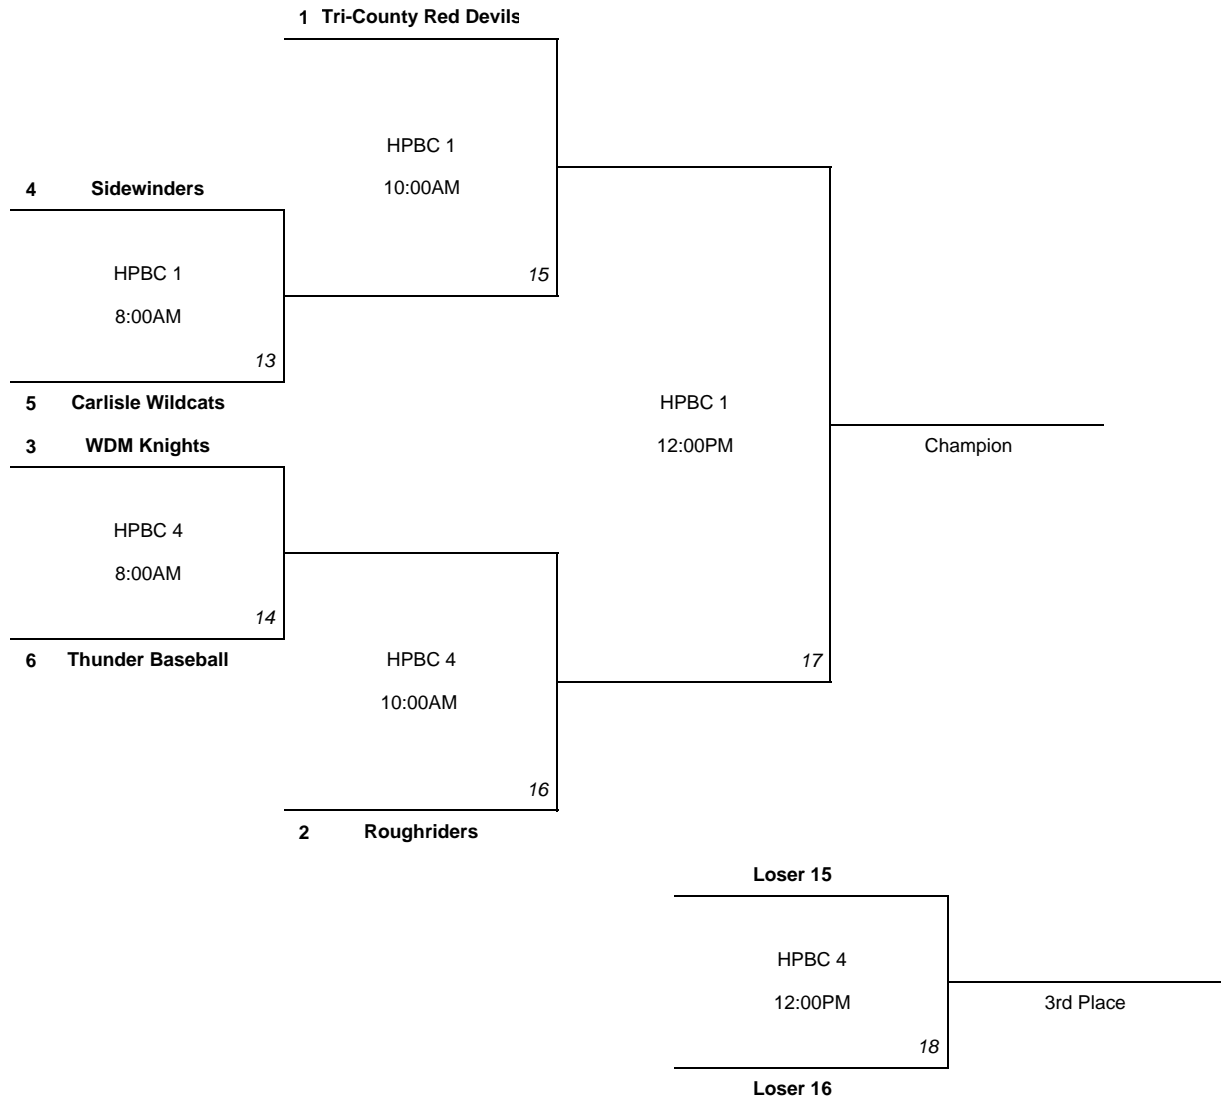 1 Tri-County Red Devils
HPBC 1
10:00AM
4 Sidewinders
HPBC 1
8:00AM
15
13
5 Carlisle Wildcats
HPBC 1
3 WDM Knights
12:00PM
Champion
HPBC 4
8:00AM
14
6 Thunder Baseball
HPBC 4
17
10:00AM
16
2 Roughriders
Loser 15
HPBC 4
12:00PM
3rd Place
18
Loser 16